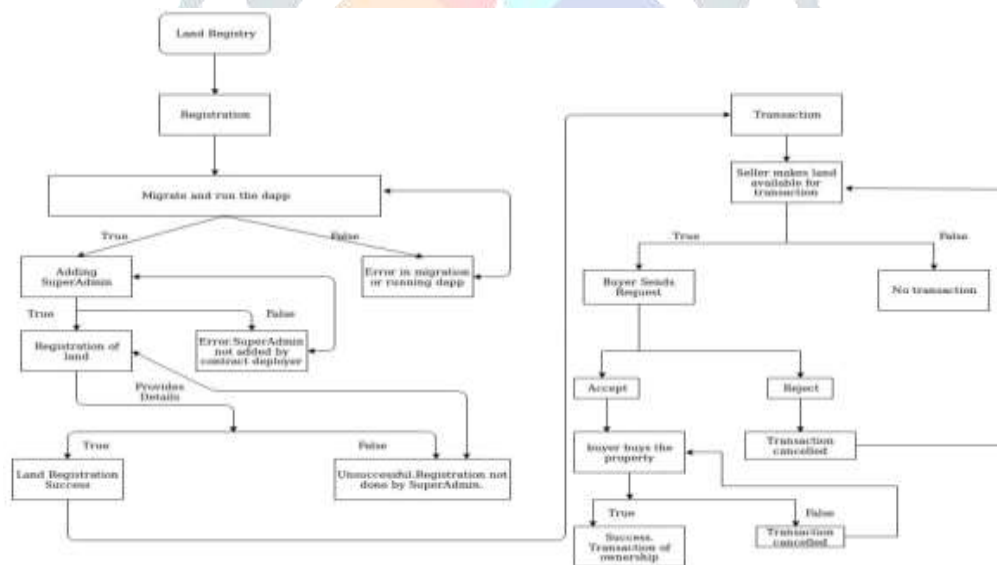 Land Registry
Registration
Migrate and run the dapp
True
False
Adding
SuperAdmin
Error in migration
or running dapp
True
False
Registration of
land
Error.SuperAdmin
not added by
contract deployer
Provides
Details
True
False
Land Registration
Success
Unsuccessful.Registration not
done by SuperAdmin.
Transaction
Seller makes land
available for
transaction
True
False
Buyer Sends
Request
No transaction
Accept
Reject
buyer buys the
property
Transaction
cancelled
True
False
Success.
Transaction of
ownership
Transaction
cancelled